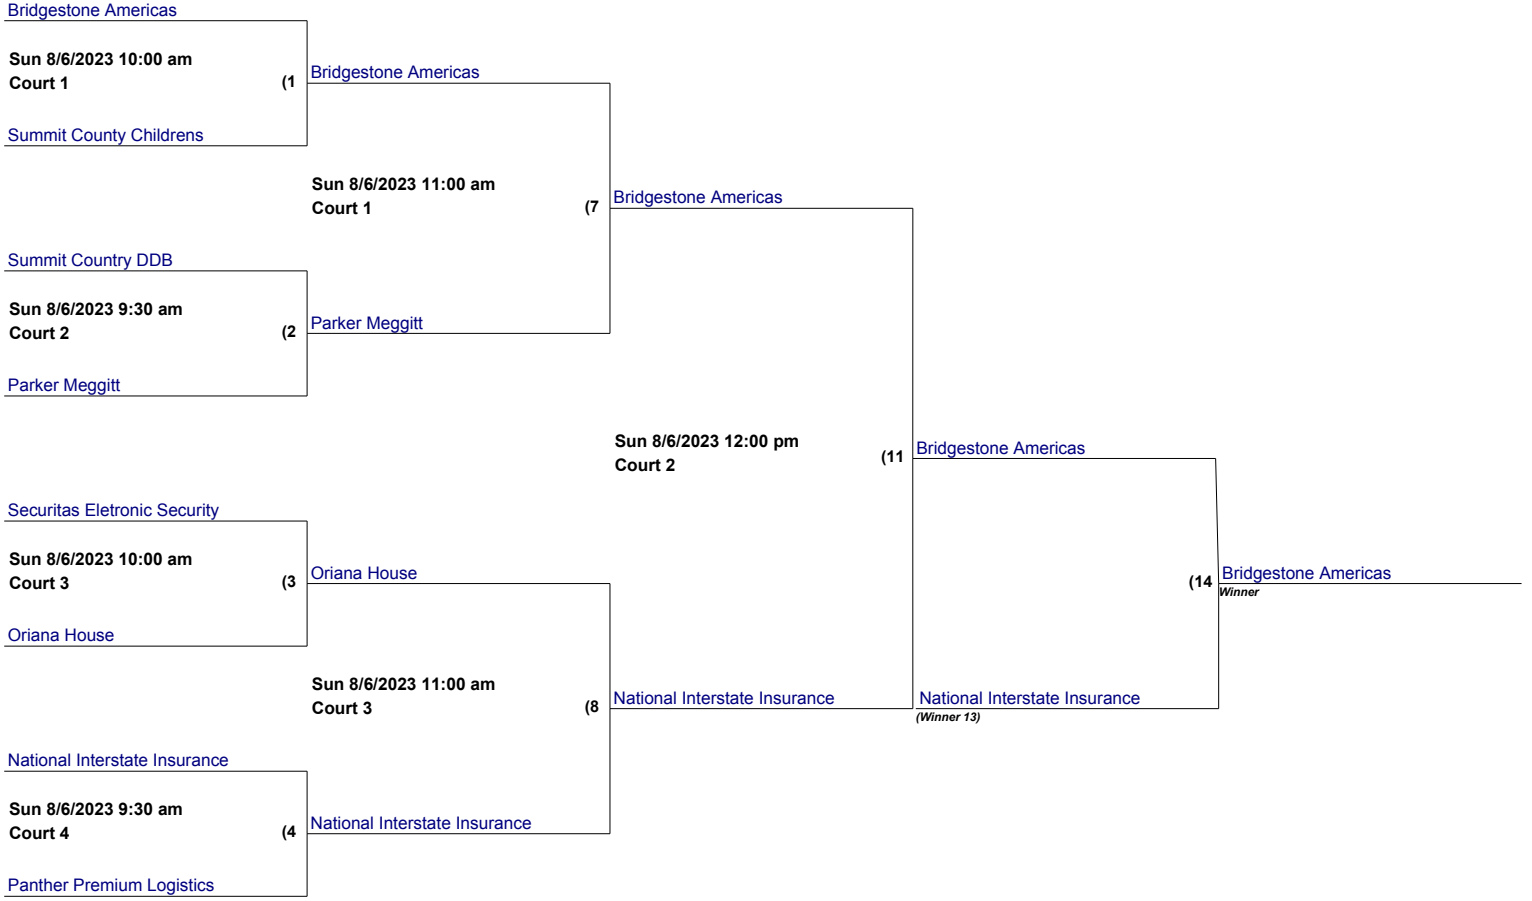 Bridgestone Americas
Sun 8/6/2023 10:00 am
Court 1
(1
Bridgestone Americas
Summit County Childrens
Sun 8/6/2023 11:00 am
Court 1
(7
Bridgestone Americas
Summit Country DDB
Sun 8/6/2023 9:30 am
Court 2
(2
Parker Meggitt
Parker Meggitt
Sun 8/6/2023 12:00 pm
Court 2
(11
Bridgestone Americas
Securitas Eletronic Security
Sun 8/6/2023 10:00 am
Court 3
(3
Oriana House
(14
Bridgestone Americas
Winner
Oriana House
Sun 8/6/2023 11:00 am
Court 3
(8
National Interstate Insurance
National Interstate Insurance
(Winner 13)
National Interstate Insurance
Sun 8/6/2023 9:30 am
Court 4
(4
National Interstate Insurance
Panther Premium Logistics